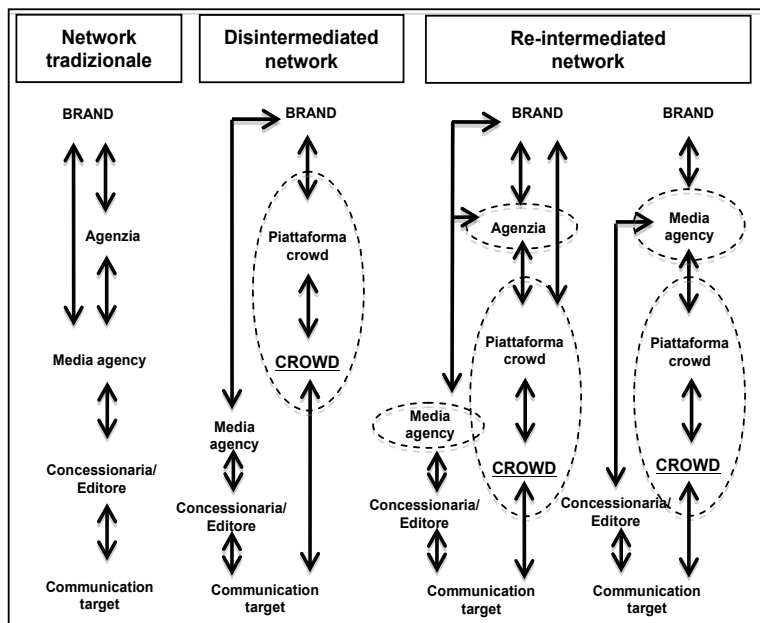 Network
tradizionale
Disintermediated
network
Re-intermediated
network
BRAND
Agenzia
Media agency
Concessionaria/
Editore
Communication
target
BRAND
Piattaforma
crowd
CROWD
Media
agency
Concessionaria/
Editore
Communication
target
BRAND
Agenzia
Piattaforma
crowd
Media
agency
CROWD
Concessionaria/
Editore
Communication
target
BRAND
Media
agency
Piattaforma
crowd
CROWD
Concessionaria/
Editore
Communication
target